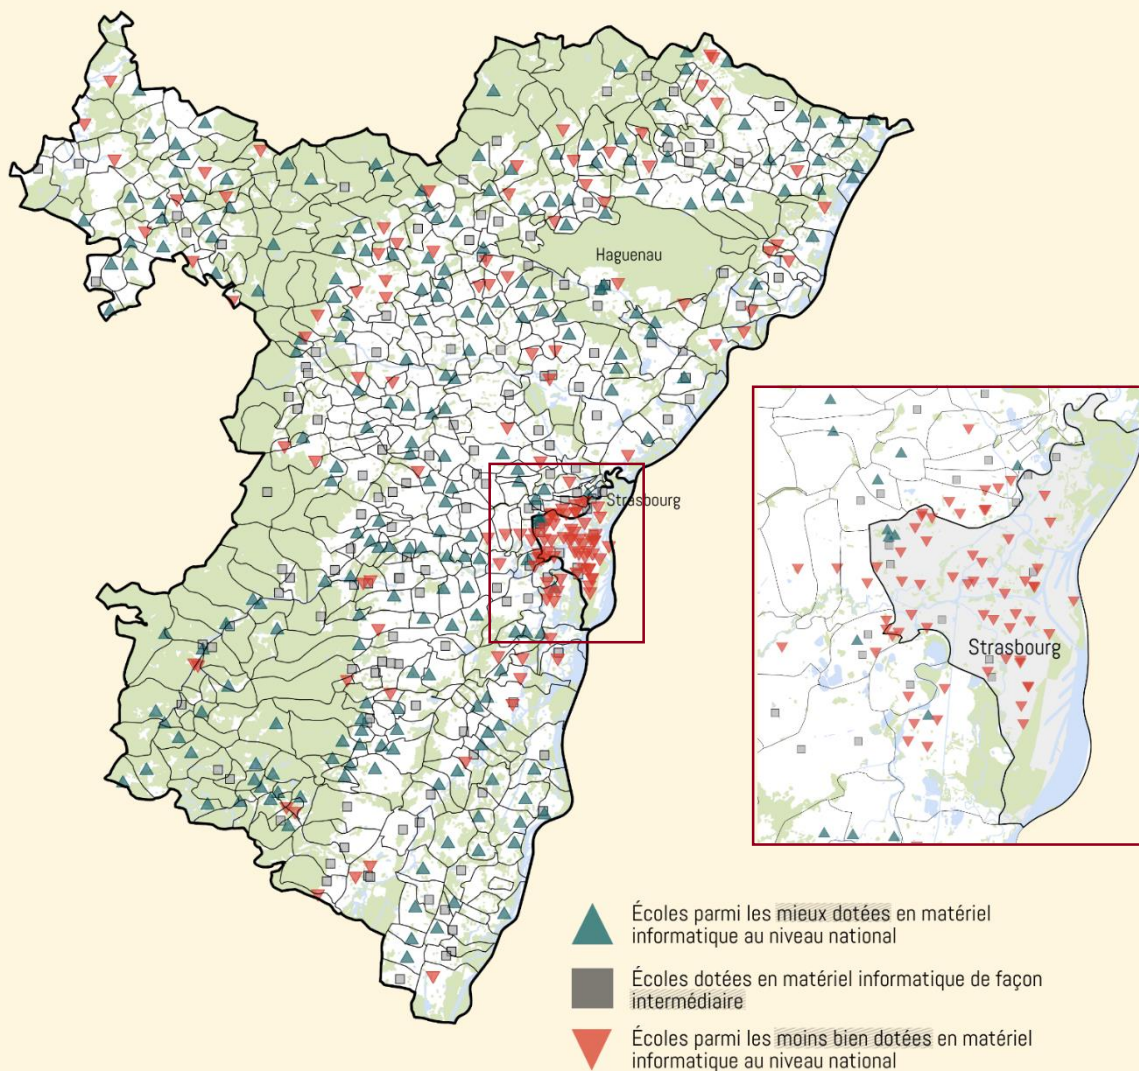 Haguenau
Strasbourg
Strasbourg
Écoles parmi les mieux dotées en matériel
informatique au niveau national
Écoles dotées en matériel informatique de façon
intermédiaire
Écoles parmi les moins bien dotées en matériel
informatique au niveau national